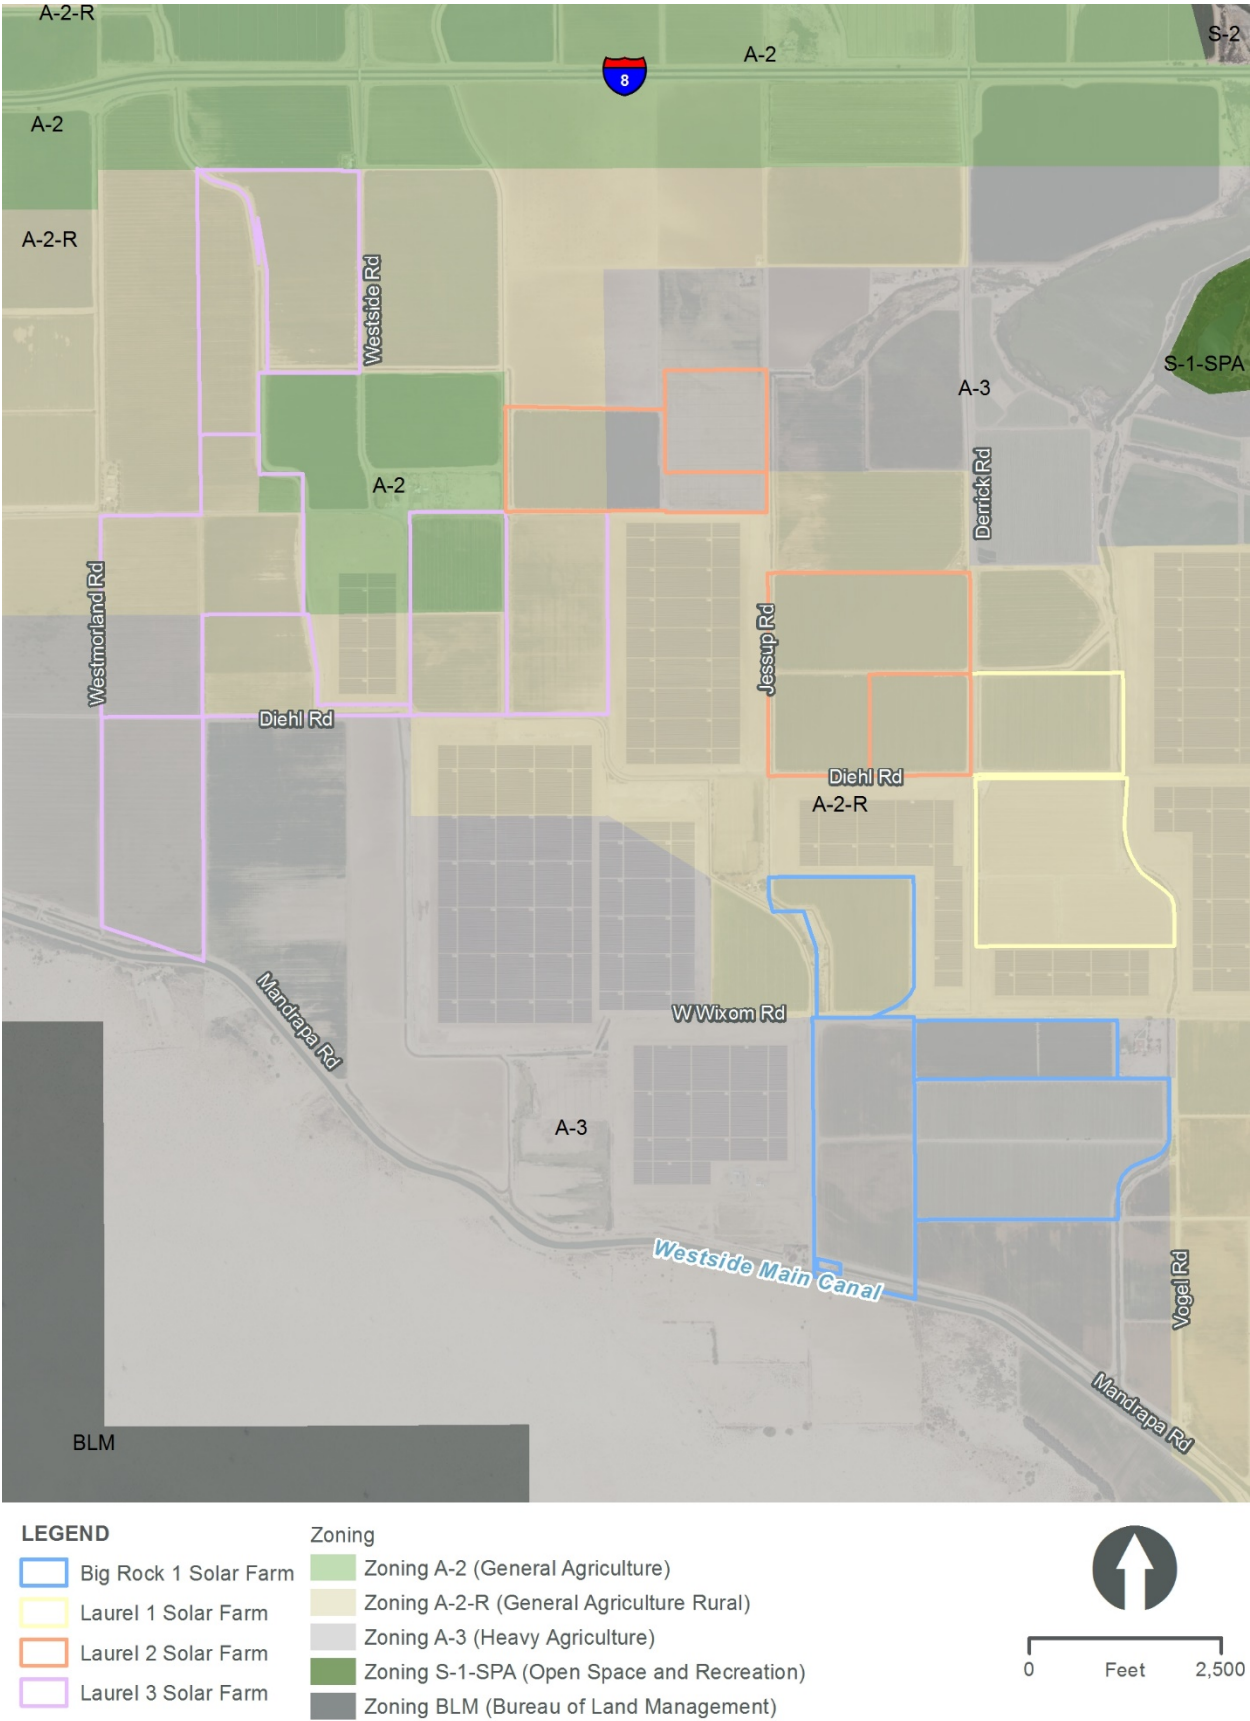 A-2-R
S-2
A-2
8
A-2
A-2-R
Westside Rd
S-1-SPA
A-3
Derrick Rd
A-2
Westmorland Rd
Jessup Rd
Diehl Rd
Diehl Rd
A-2-R
Mandrapa Rd
W Wixom Rd
A-3
Westside Main Canal
Vogel Rd
Mandrapa Rd
BLM
LEGEND
Big Rock 1 Solar Farm
Laurel 1 Solar Farm
Laurel 2 Solar Farm
Laurel 3 Solar Farm
Zoning
Zoning A-2 (General Agriculture)
Zoning A-2-R (General Agriculture Rural)
Zoning A-3 (Heavy Agriculture)
Zoning S-1-SPA (Open Space and Recreation)
Zoning BLM (Bureau of Land Management)
0 Feet 2,500